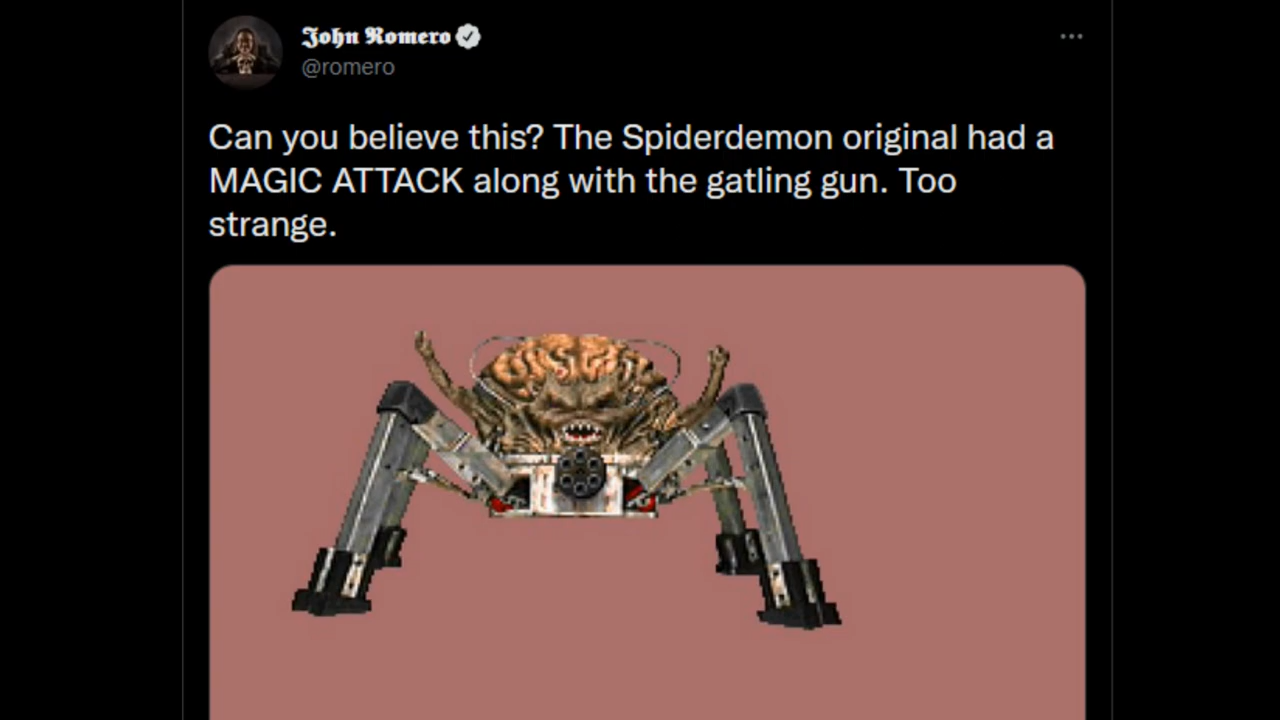 John Romero
@romero
Can you believe this? The Spiderdemon original had a
MAGIC ATTACK along with the gatling gun. Too
strange.